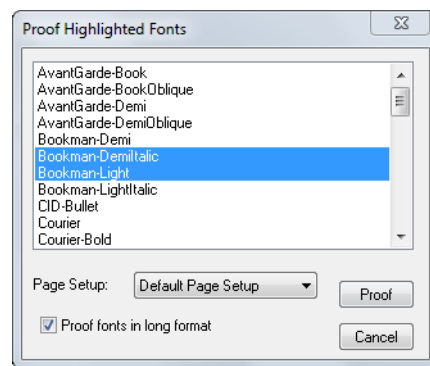 Proof Highlighted Fonts
AvantGarde-Book
AvantGarde-BookOblique
AvantGarde-Demi
AvantGarde-DemiOblique
Bookman-Demi
Bookman-DemiItalic
Bookman-Light
Bookman-LightItalic
CID-Bullet
Courier
Courier-Bold
Page Setup: Default Page Setup
Proof
Proof fonts in long format
Cancel